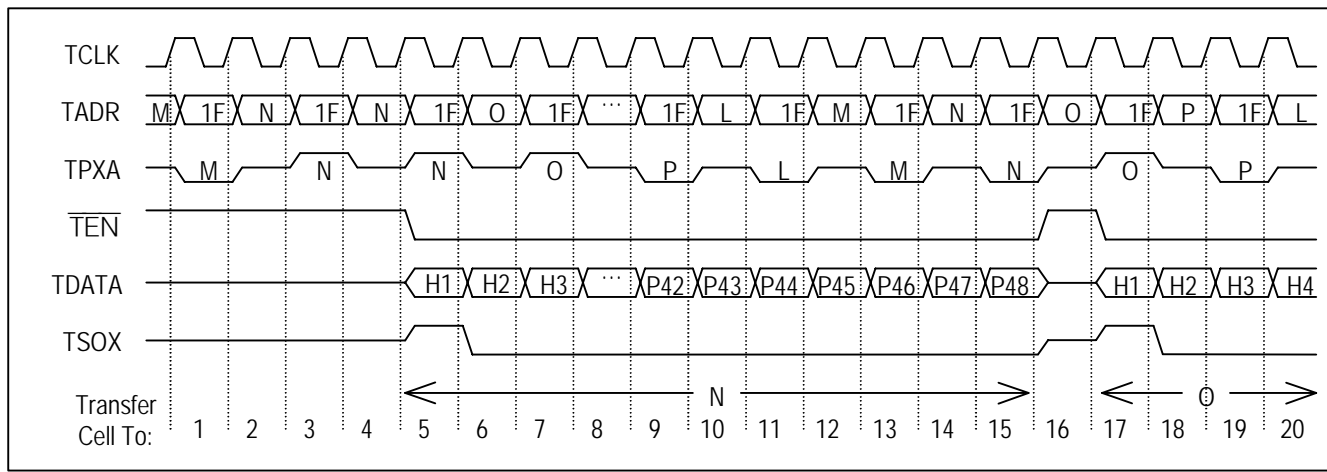 TCLK
TADR M 1F N 1F N 1F O 1F ... 1F L 1F M 1F N 1F O 1F P 1F L
TPXA M N N O P L M N O P
TEN
TDATA H1 H2 H3 ... P42 P43 P44 P45 P46 P47 P48 H1 H2 H3 H4
TSOX
N O
Transfer
Cell To: 1 2 3 4 5 6 7 8 9 10 11 12 13 14 15 16 17 18 19 20